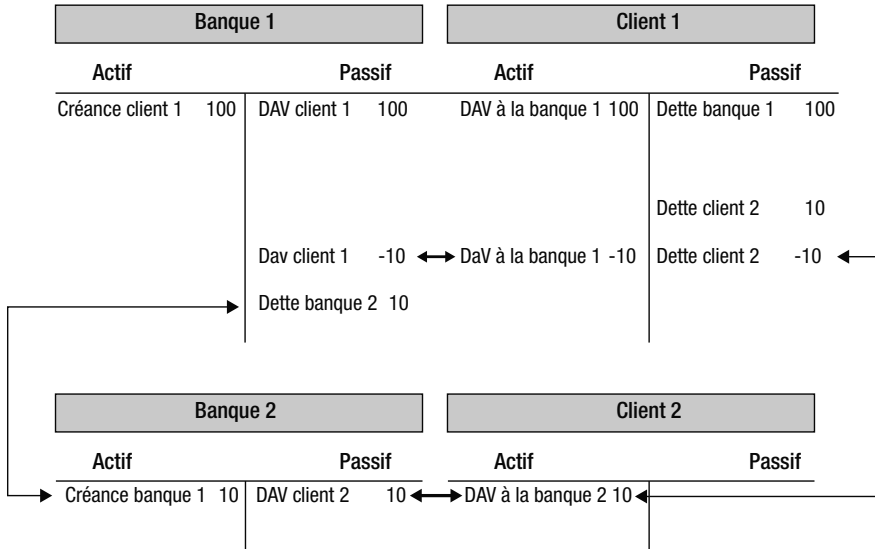 Banque 1 Client 1
Actif Passif Actif Passif
Créance client 1 100 DAV client 1 100 DAV à la banque 1 100 Dette banque 1 100
Dette client 2 10
Dav client 1 -10 DaV à la banque 1 -10 Dette client 2 -10
Dette banque 2 10
Banque 2 Client 2
Actif Passif Actif Passif
Créance banque 1 10 DAV client 2 10 DAV à la banque 2 10